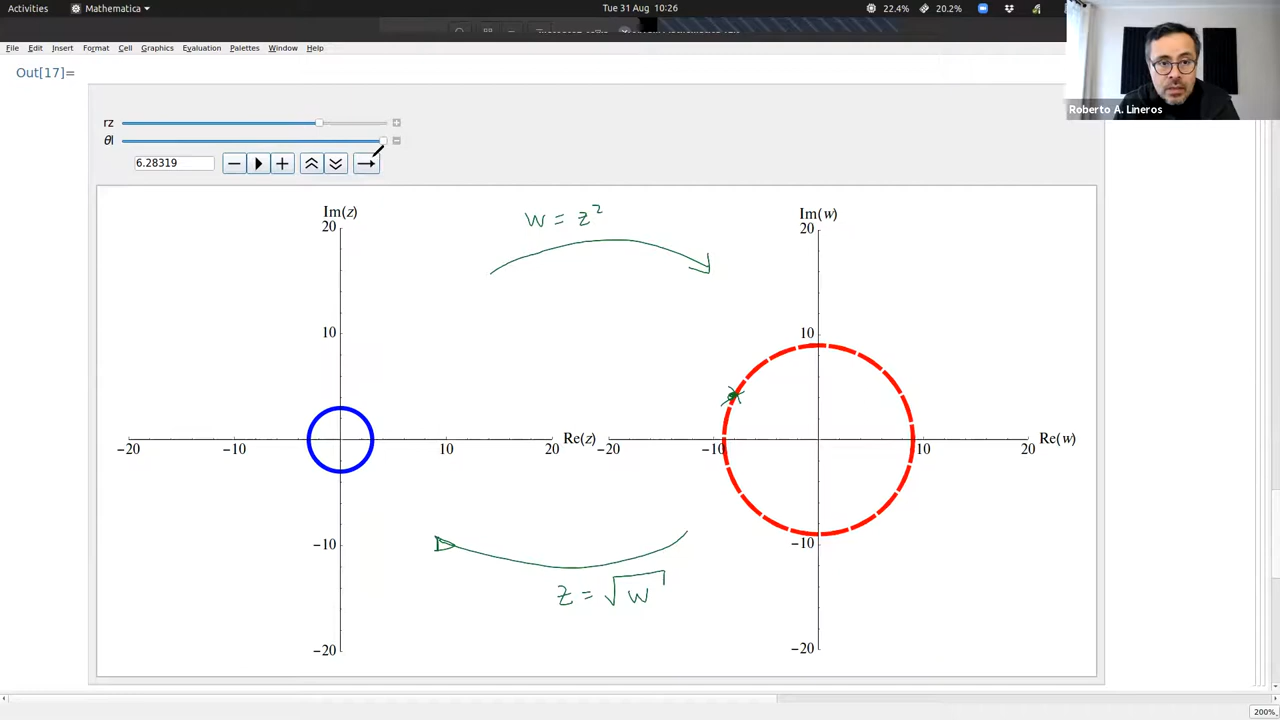 Activities Mathematica Tue 31 Aug 10:26 22.4% 20.2%
File Edit Insert Format Cell Graphics Evaluation Palettes Window Help
Roberto A. Lineros
Out[17]=
rz
θl
6.28319
Im(z) w = z² Im(w)
20 20
10 10
−20 −10 10 20 Re(z) −20 −10 10 20 Re(w)
−10 −10
z = √w
−20 −20
200%